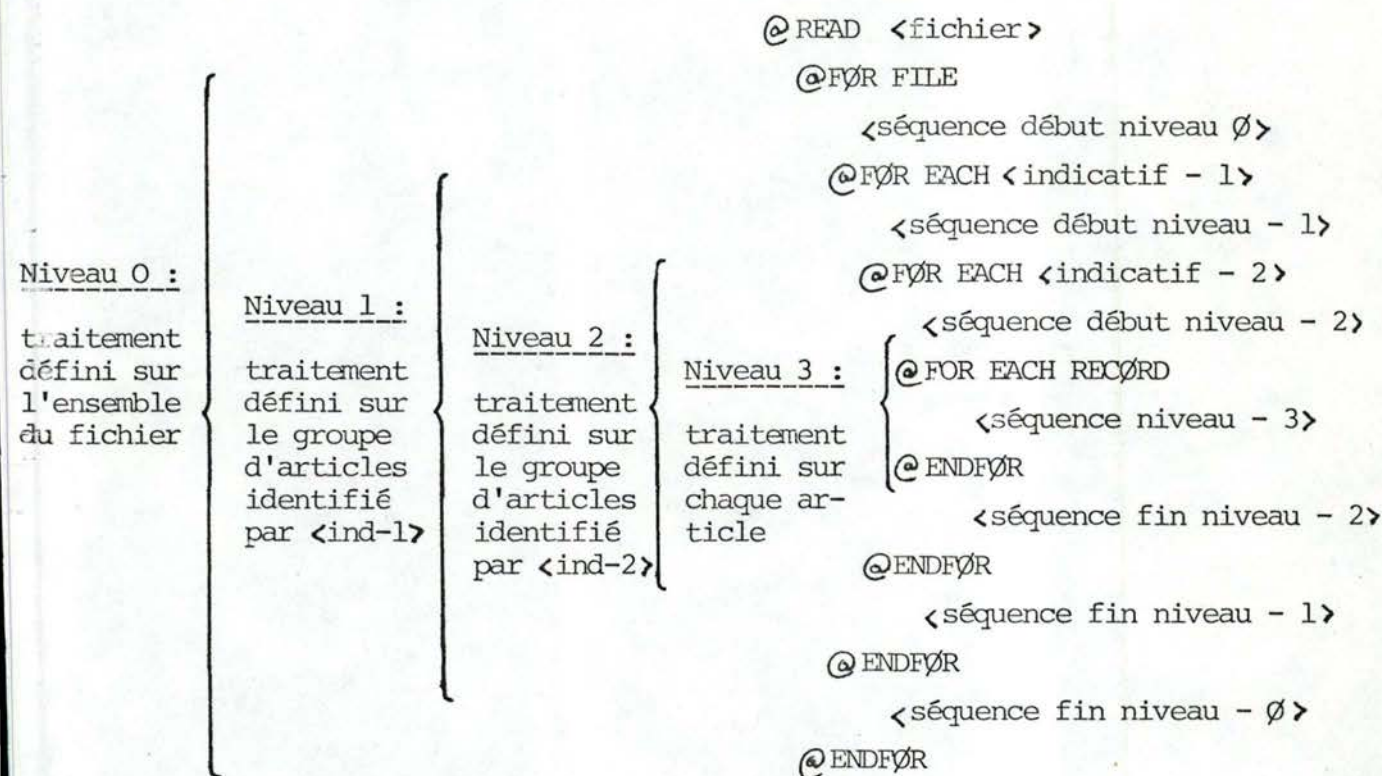 @ READ <fichier>
@FØR FILE
<séquence début niveau Ø>
@FØR EACH <indicatif - 1>
<séquence début niveau - 1>
@FØR EACH <indicatif - 2>
<séquence début niveau - 2>
@ FOR EACH RECØRD
<séquence niveau - 3>
@ ENDFØR
<séquence fin niveau - 2>
@ENDFØR
<séquence fin niveau - 1>
@ ENDFØR
<séquence fin niveau - Ø>
@ ENDFØR
Niveau O :
traitement
défini sur
l'ensemble
du fichier
Niveau 1 :
traitement
défini sur
le groupe
d'articles
identifié
par <ind-1>
Niveau 2 :
traitement
défini sur
le groupe
d'articles
identifié
par <ind-2>
Niveau 3 :
traitement
défini sur
chaque ar-
ticle